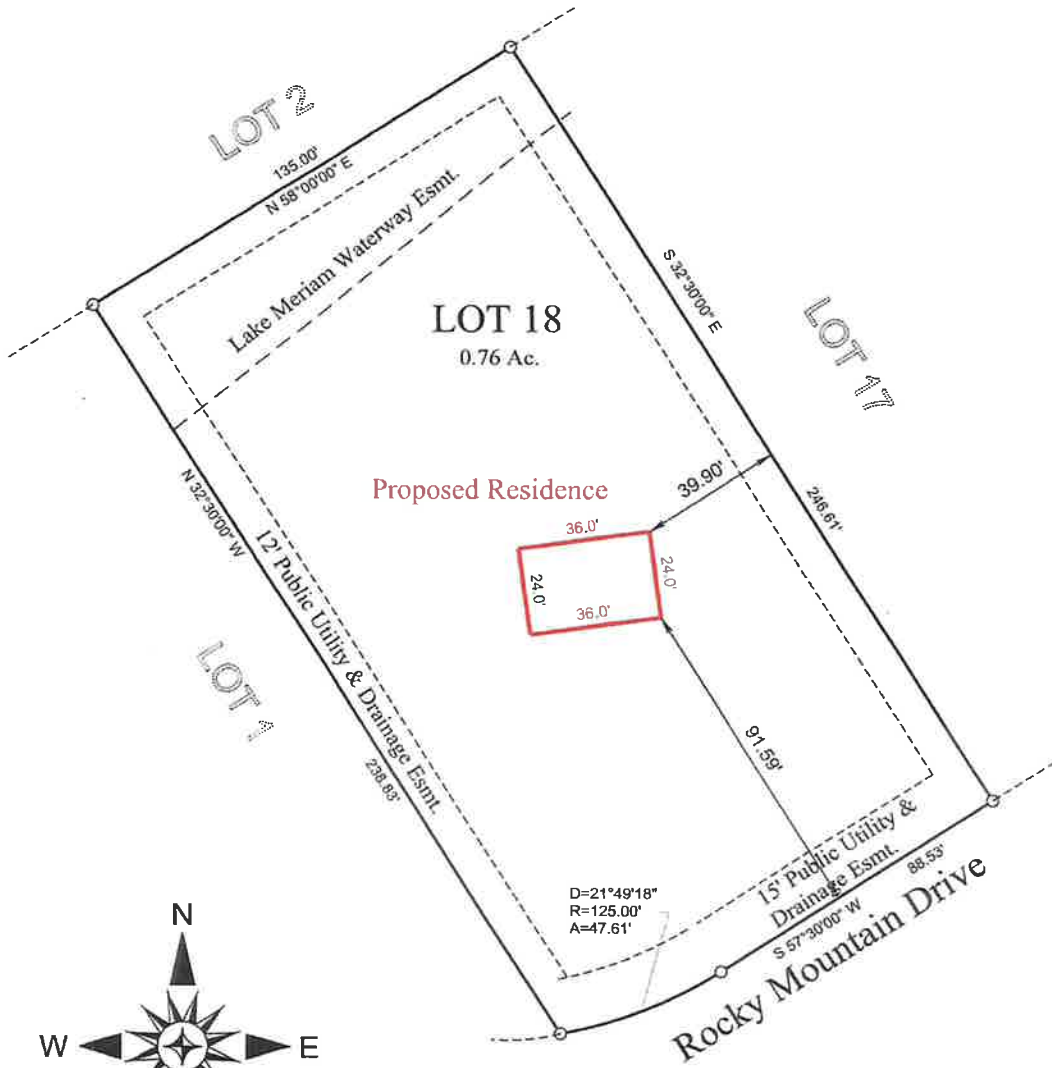 LOT 2
135.00'
N 58°00'00" E
Lake Meriam Waterway Esmt.
LOT 18
0.76 Ac.
S 32°30'00" E
LOT 17
Proposed Residence
39.90'
36.0'
24.0'
24.0'
36.0'
246.61'
N 32°30'00" W
12' Public Utility & Drainage Esmt.
LOT 1
238.83'
91.59'
15' Public Utility &
Drainage Esmt.
88.53'
S 57°30'00" W
Rocky Mountain Drive
D=21°49'18"
R=125.00'
A=47.61'
N
W
E